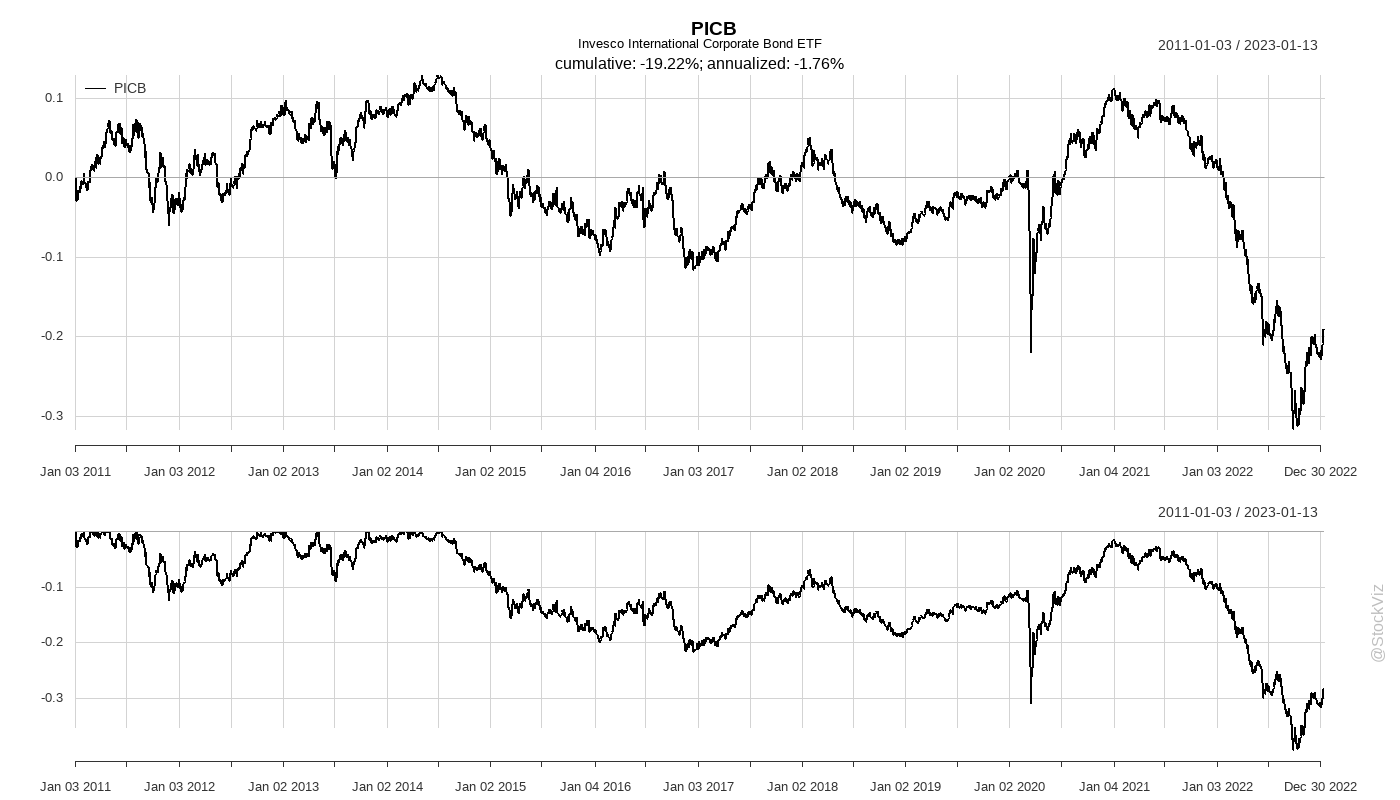 PICB
Invesco International Corporate Bond ETF
2011-01-03 / 2023-01-13
cumulative: -19.22%; annualized: -1.76%
PICB
0.1
0.0
-0.1
-0.2
-0.3
Jan 03 2011 Jan 03 2012 Jan 02 2013 Jan 02 2014 Jan 02 2015 Jan 04 2016 Jan 03 2017 Jan 02 2018 Jan 02 2019 Jan 02 2020 Jan 04 2021 Jan 03 2022 Dec 30 2022
2011-01-03 / 2023-01-13
-0.1
-0.2
-0.3
Jan 03 2011 Jan 03 2012 Jan 02 2013 Jan 02 2014 Jan 02 2015 Jan 04 2016 Jan 03 2017 Jan 02 2018 Jan 02 2019 Jan 02 2020 Jan 04 2021 Jan 03 2022 Dec 30 2022
@StockViz